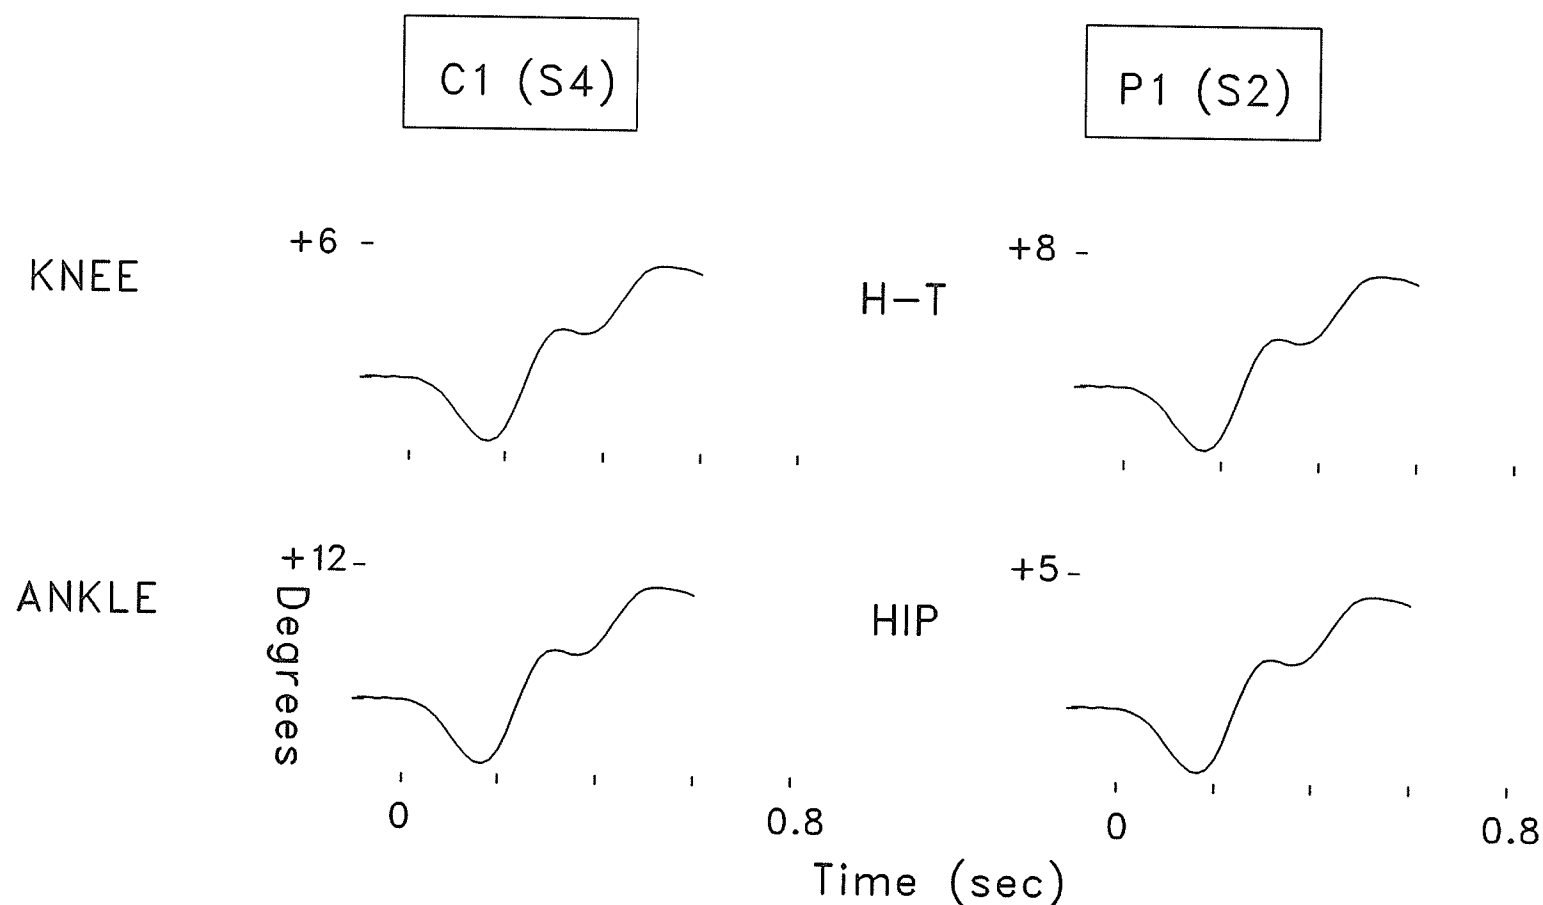 C1 (S4)
P1 (S2)
KNEE
+6
H-T
+8
ANKLE
+12
Degrees
HIP
+5
0
0.8
0
0.8
Time (sec)